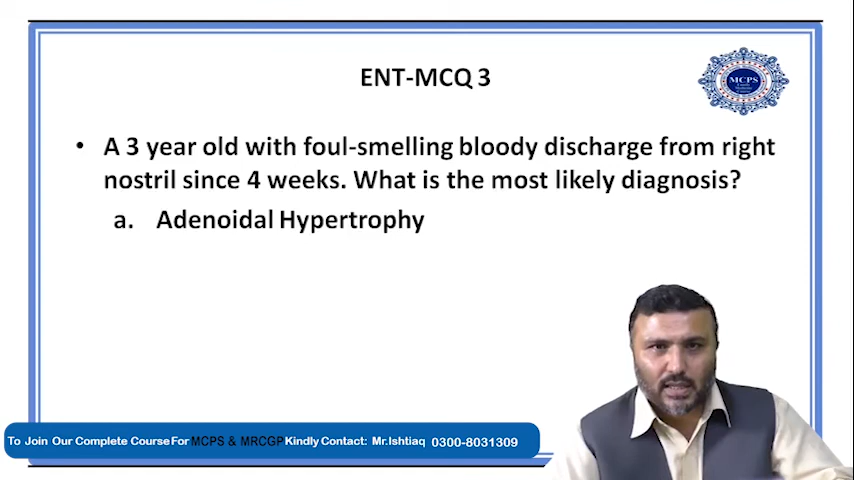 ENT-MCQ 3
MCPS
• A 3 year old with foul-smelling bloody discharge from right
nostril since 4 weeks. What is the most likely diagnosis?
a. Adenoidal Hypertrophy
To Join Our Complete Course For MCPS & MRCGP Kindly Contact: Mr.Ishtiaq 0300-8031309